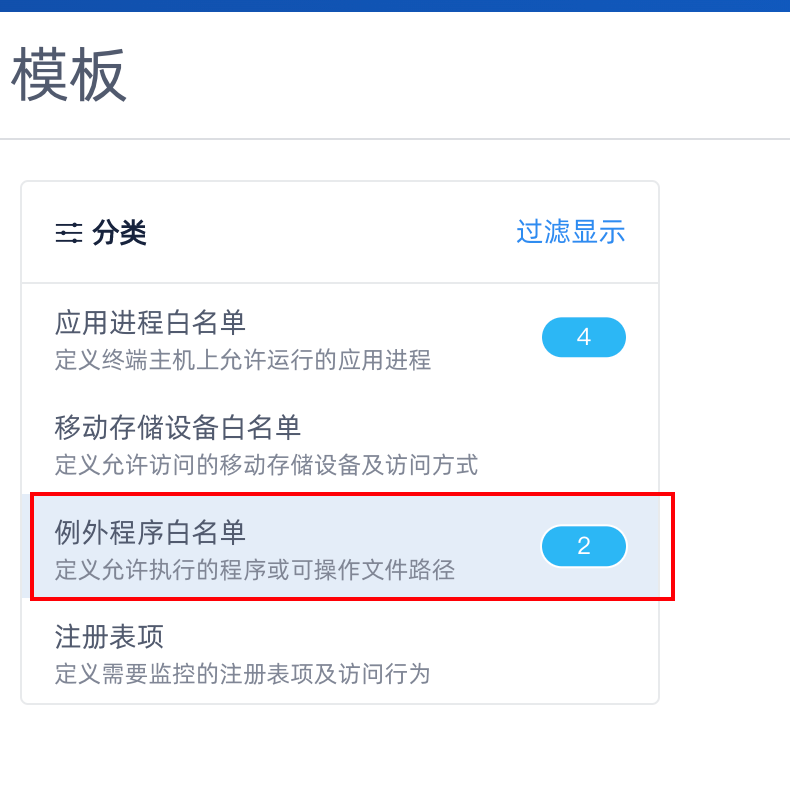 模板
分类
过滤显示
应用进程白名单
4
定义终端主机上允许运行的应用进程
移动存储设备白名单
定义允许访问的移动存储设备及访问方式
例外程序白名单
2
定义允许执行的程序或可操作文件路径
注册表项
定义需要监控的注册表项及访问行为